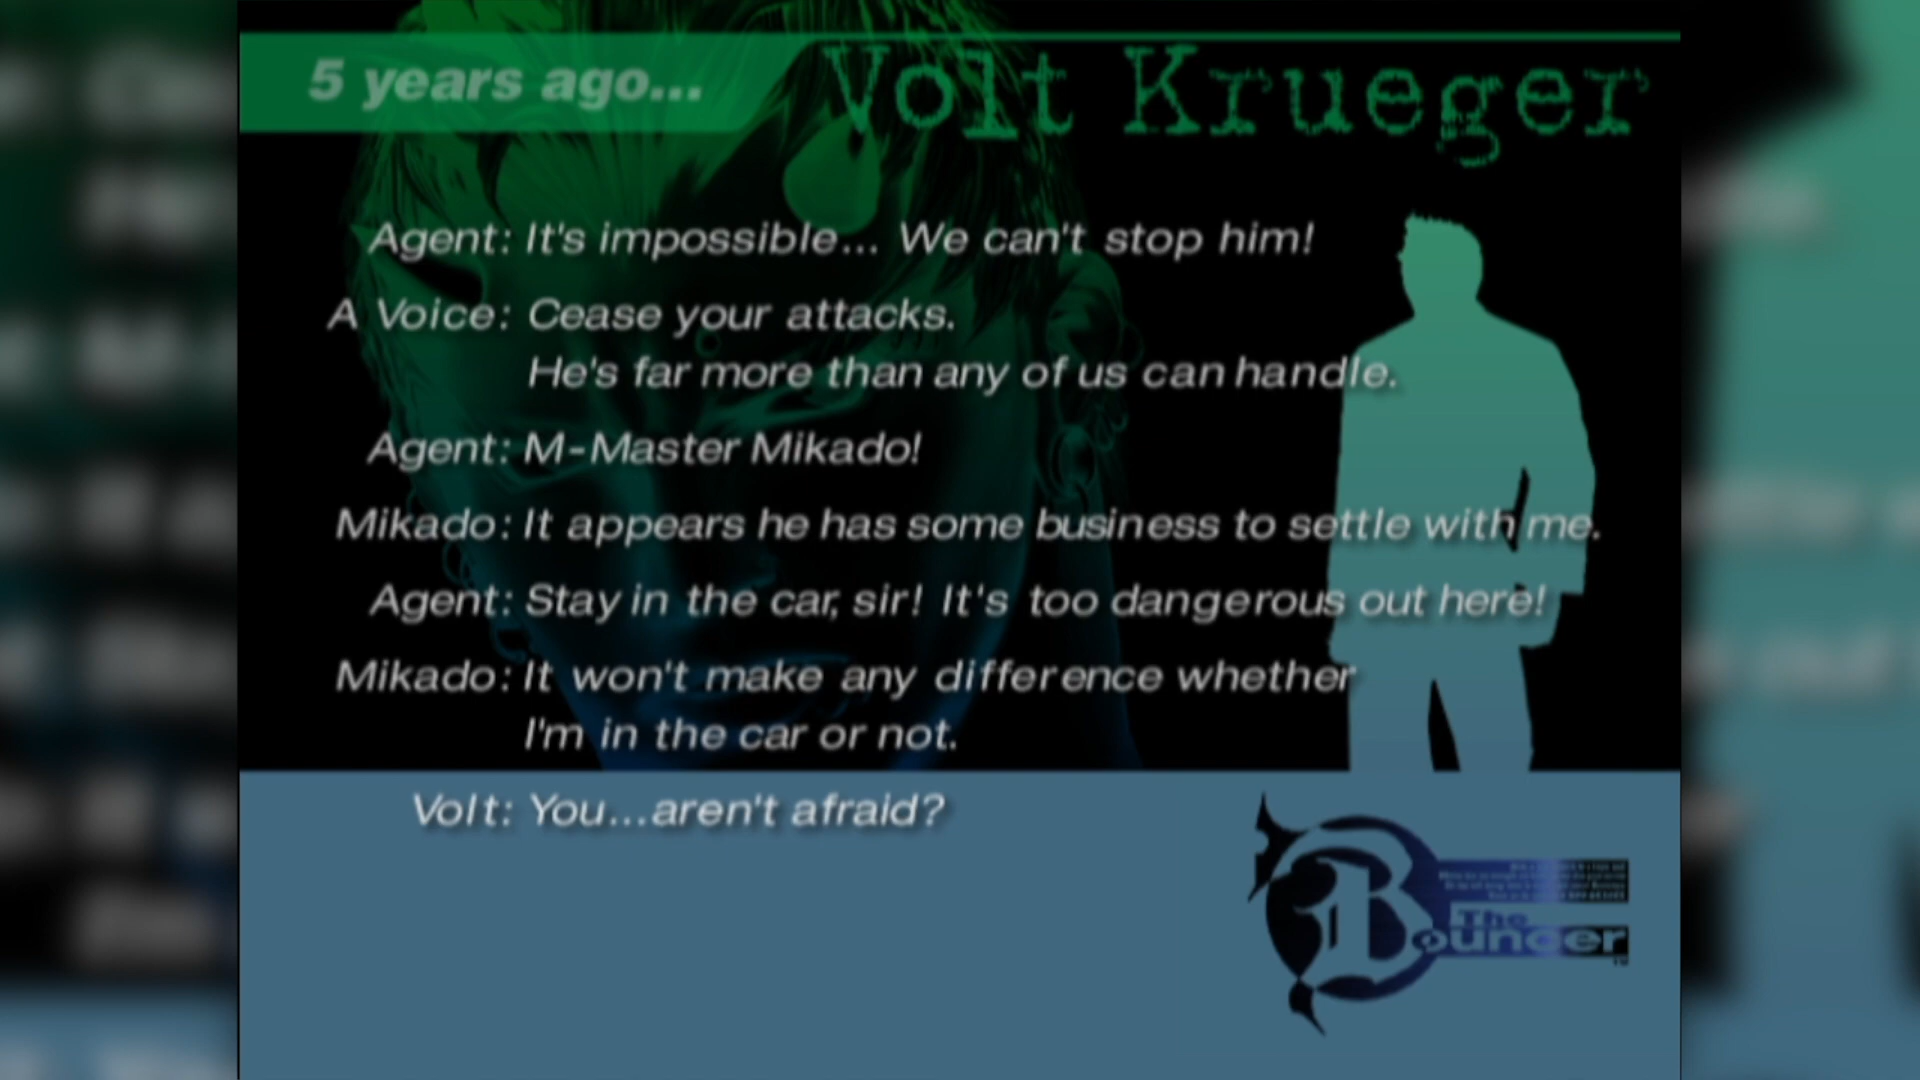 5 years ago...
Volt Krueger
Agent: It's impossible... We can't stop him!
A Voice: Cease your attacks.
He's far more than any of us can handle.
Agent: M-Master Mikado!
Mikado: It appears he has some business to settle with me.
Agent: Stay in the car, sir! It's too dangerous out here!
Mikado: It won't make any difference whether
I'm in the car or not.
Volt: You...aren't afraid?
B
The
Bouncer
TM